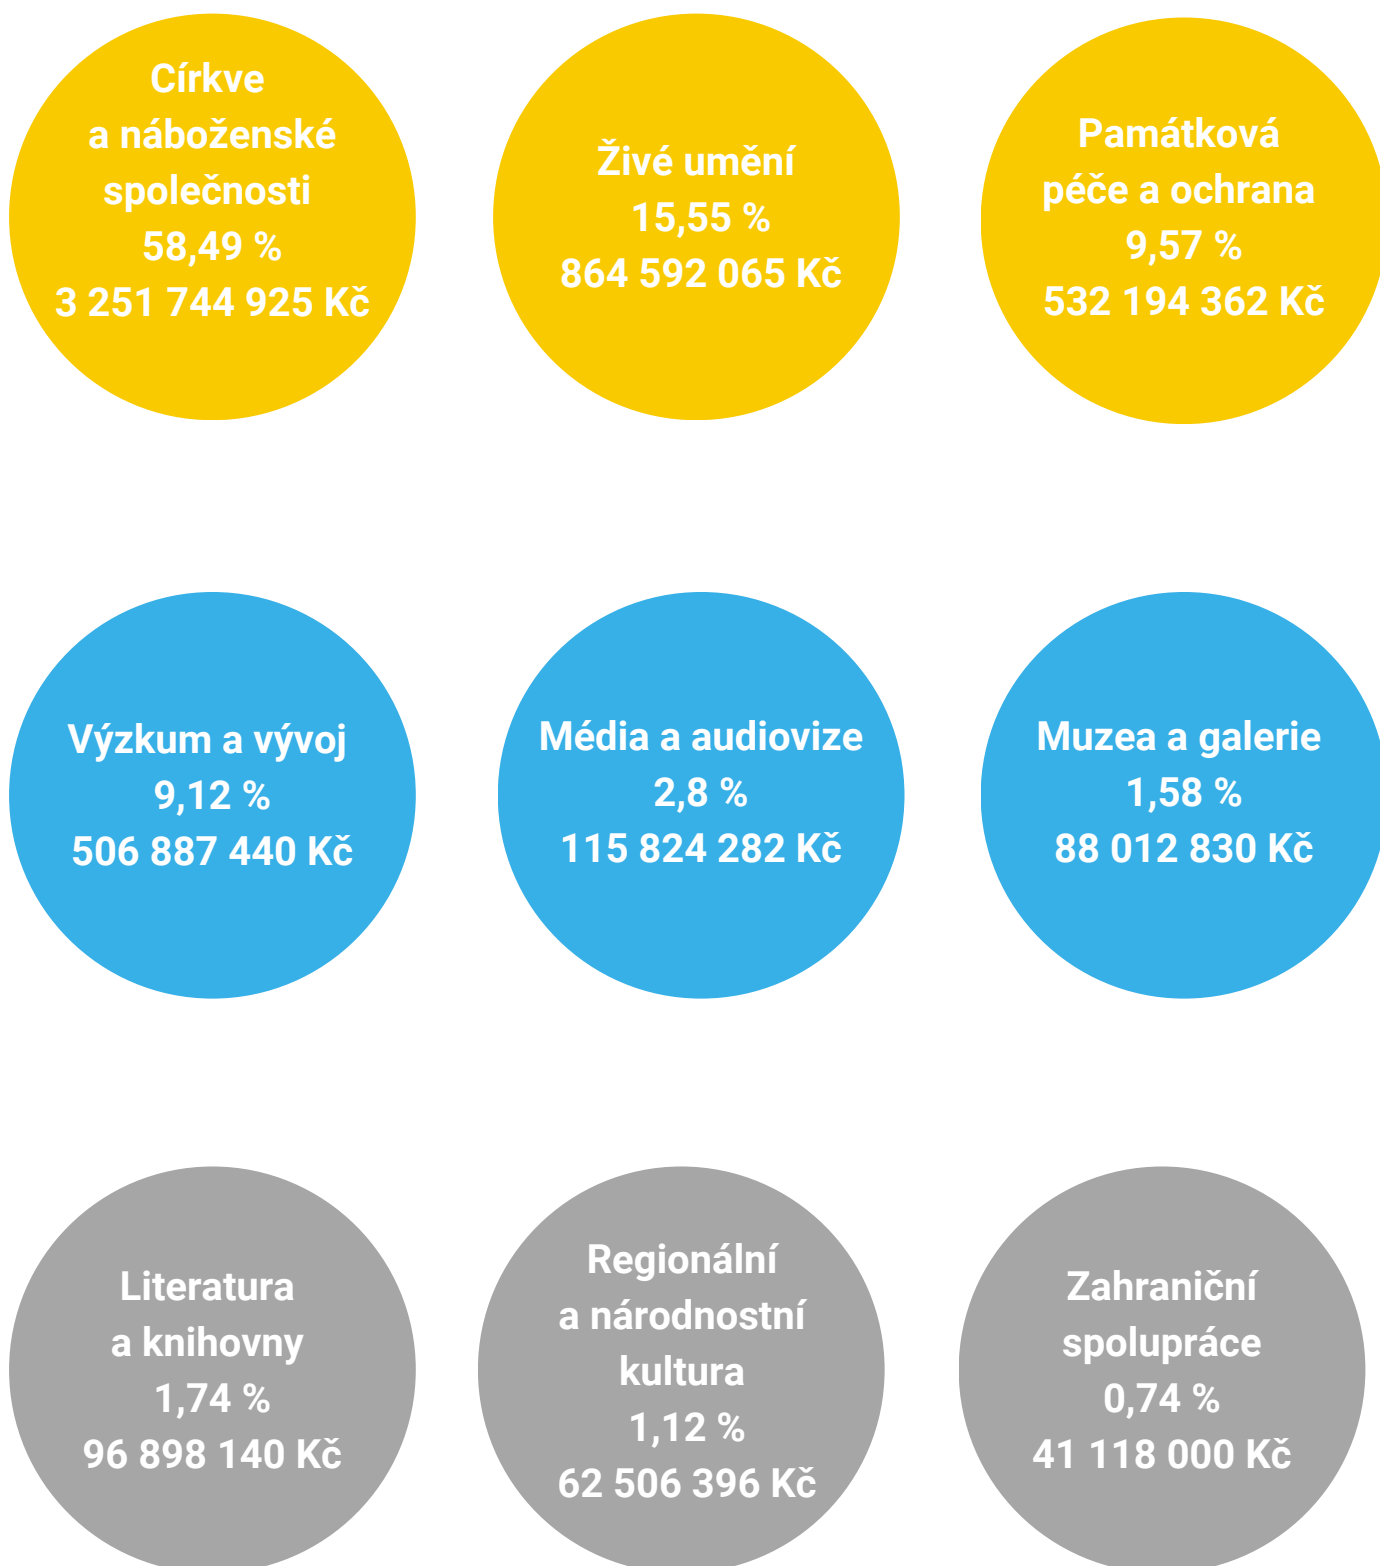 Církve
a náboženské
společnosti
58,49 %
3 251 744 925 Kč
Živé umění
15,55 %
864 592 065 Kč
Památková
péče a ochrana
9,57 %
532 194 362 Kč
Výzkum a vývoj
9,12 %
506 887 440 Kč
Média a audiovize
2,8 %
115 824 282 Kč
Muzea a galerie
1,58 %
88 012 830 Kč
Literatura
a knihovny
1,74 %
96 898 140 Kč
Regionální
a národnostní
kultura
1,12 %
62 506 396 Kč
Zahraniční
spolupráce
0,74 %
41 118 000 Kč